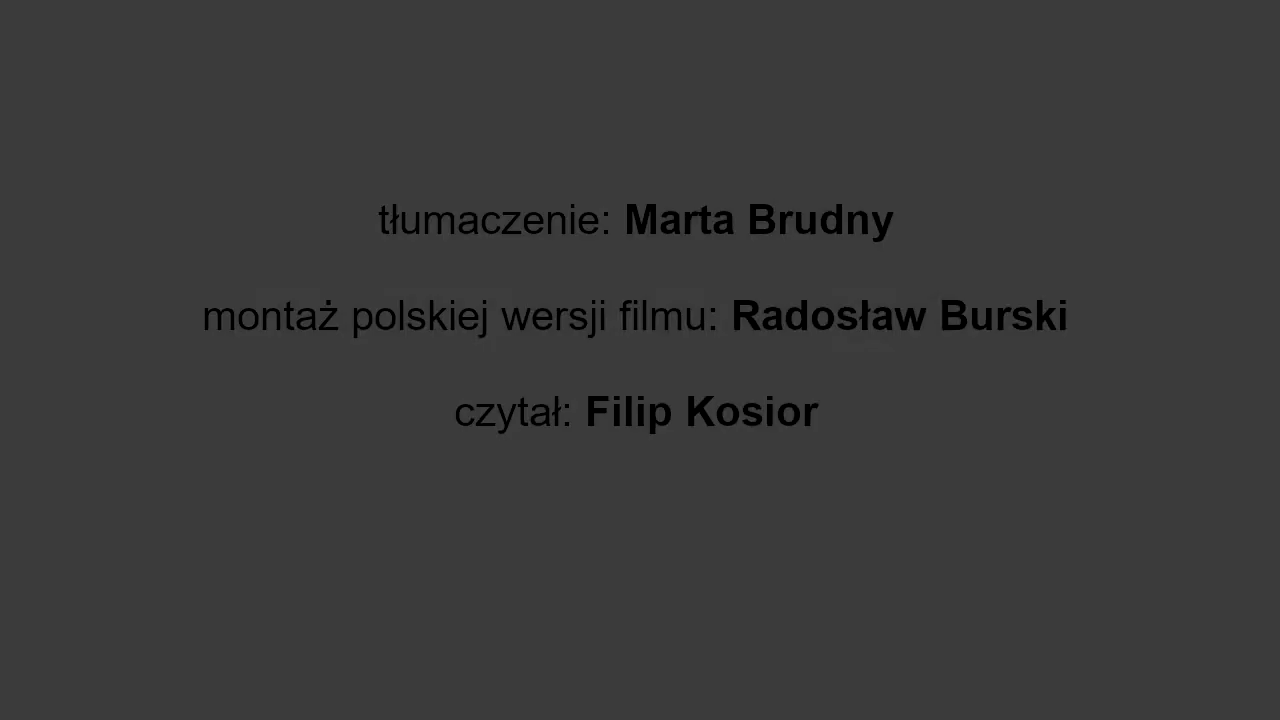 tłumaczenie: Marta Brudny
montaż polskiej wersji filmu: Radosław Burski
czytał: Filip Kosior